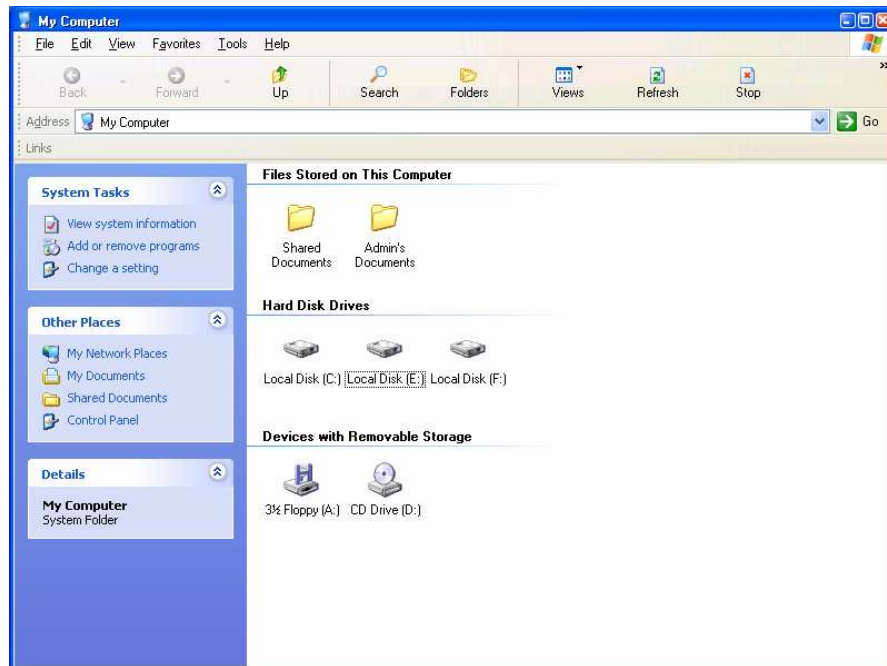 My Computer
File Edit View Favorites Tools Help
Back Forward Up Search Folders Views Refresh Stop »
Address My Computer Go
Links
System Tasks
View system information
Add or remove programs
Change a setting
Other Places
My Network Places
My Documents
Shared Documents
Control Panel
Details
My Computer
System Folder
Files Stored on This Computer
Shared Documents
Admin's Documents
Hard Disk Drives
Local Disk (C:) Local Disk (E:) Local Disk (F:)
Devices with Removable Storage
3½ Floppy (A:) CD Drive (D:)